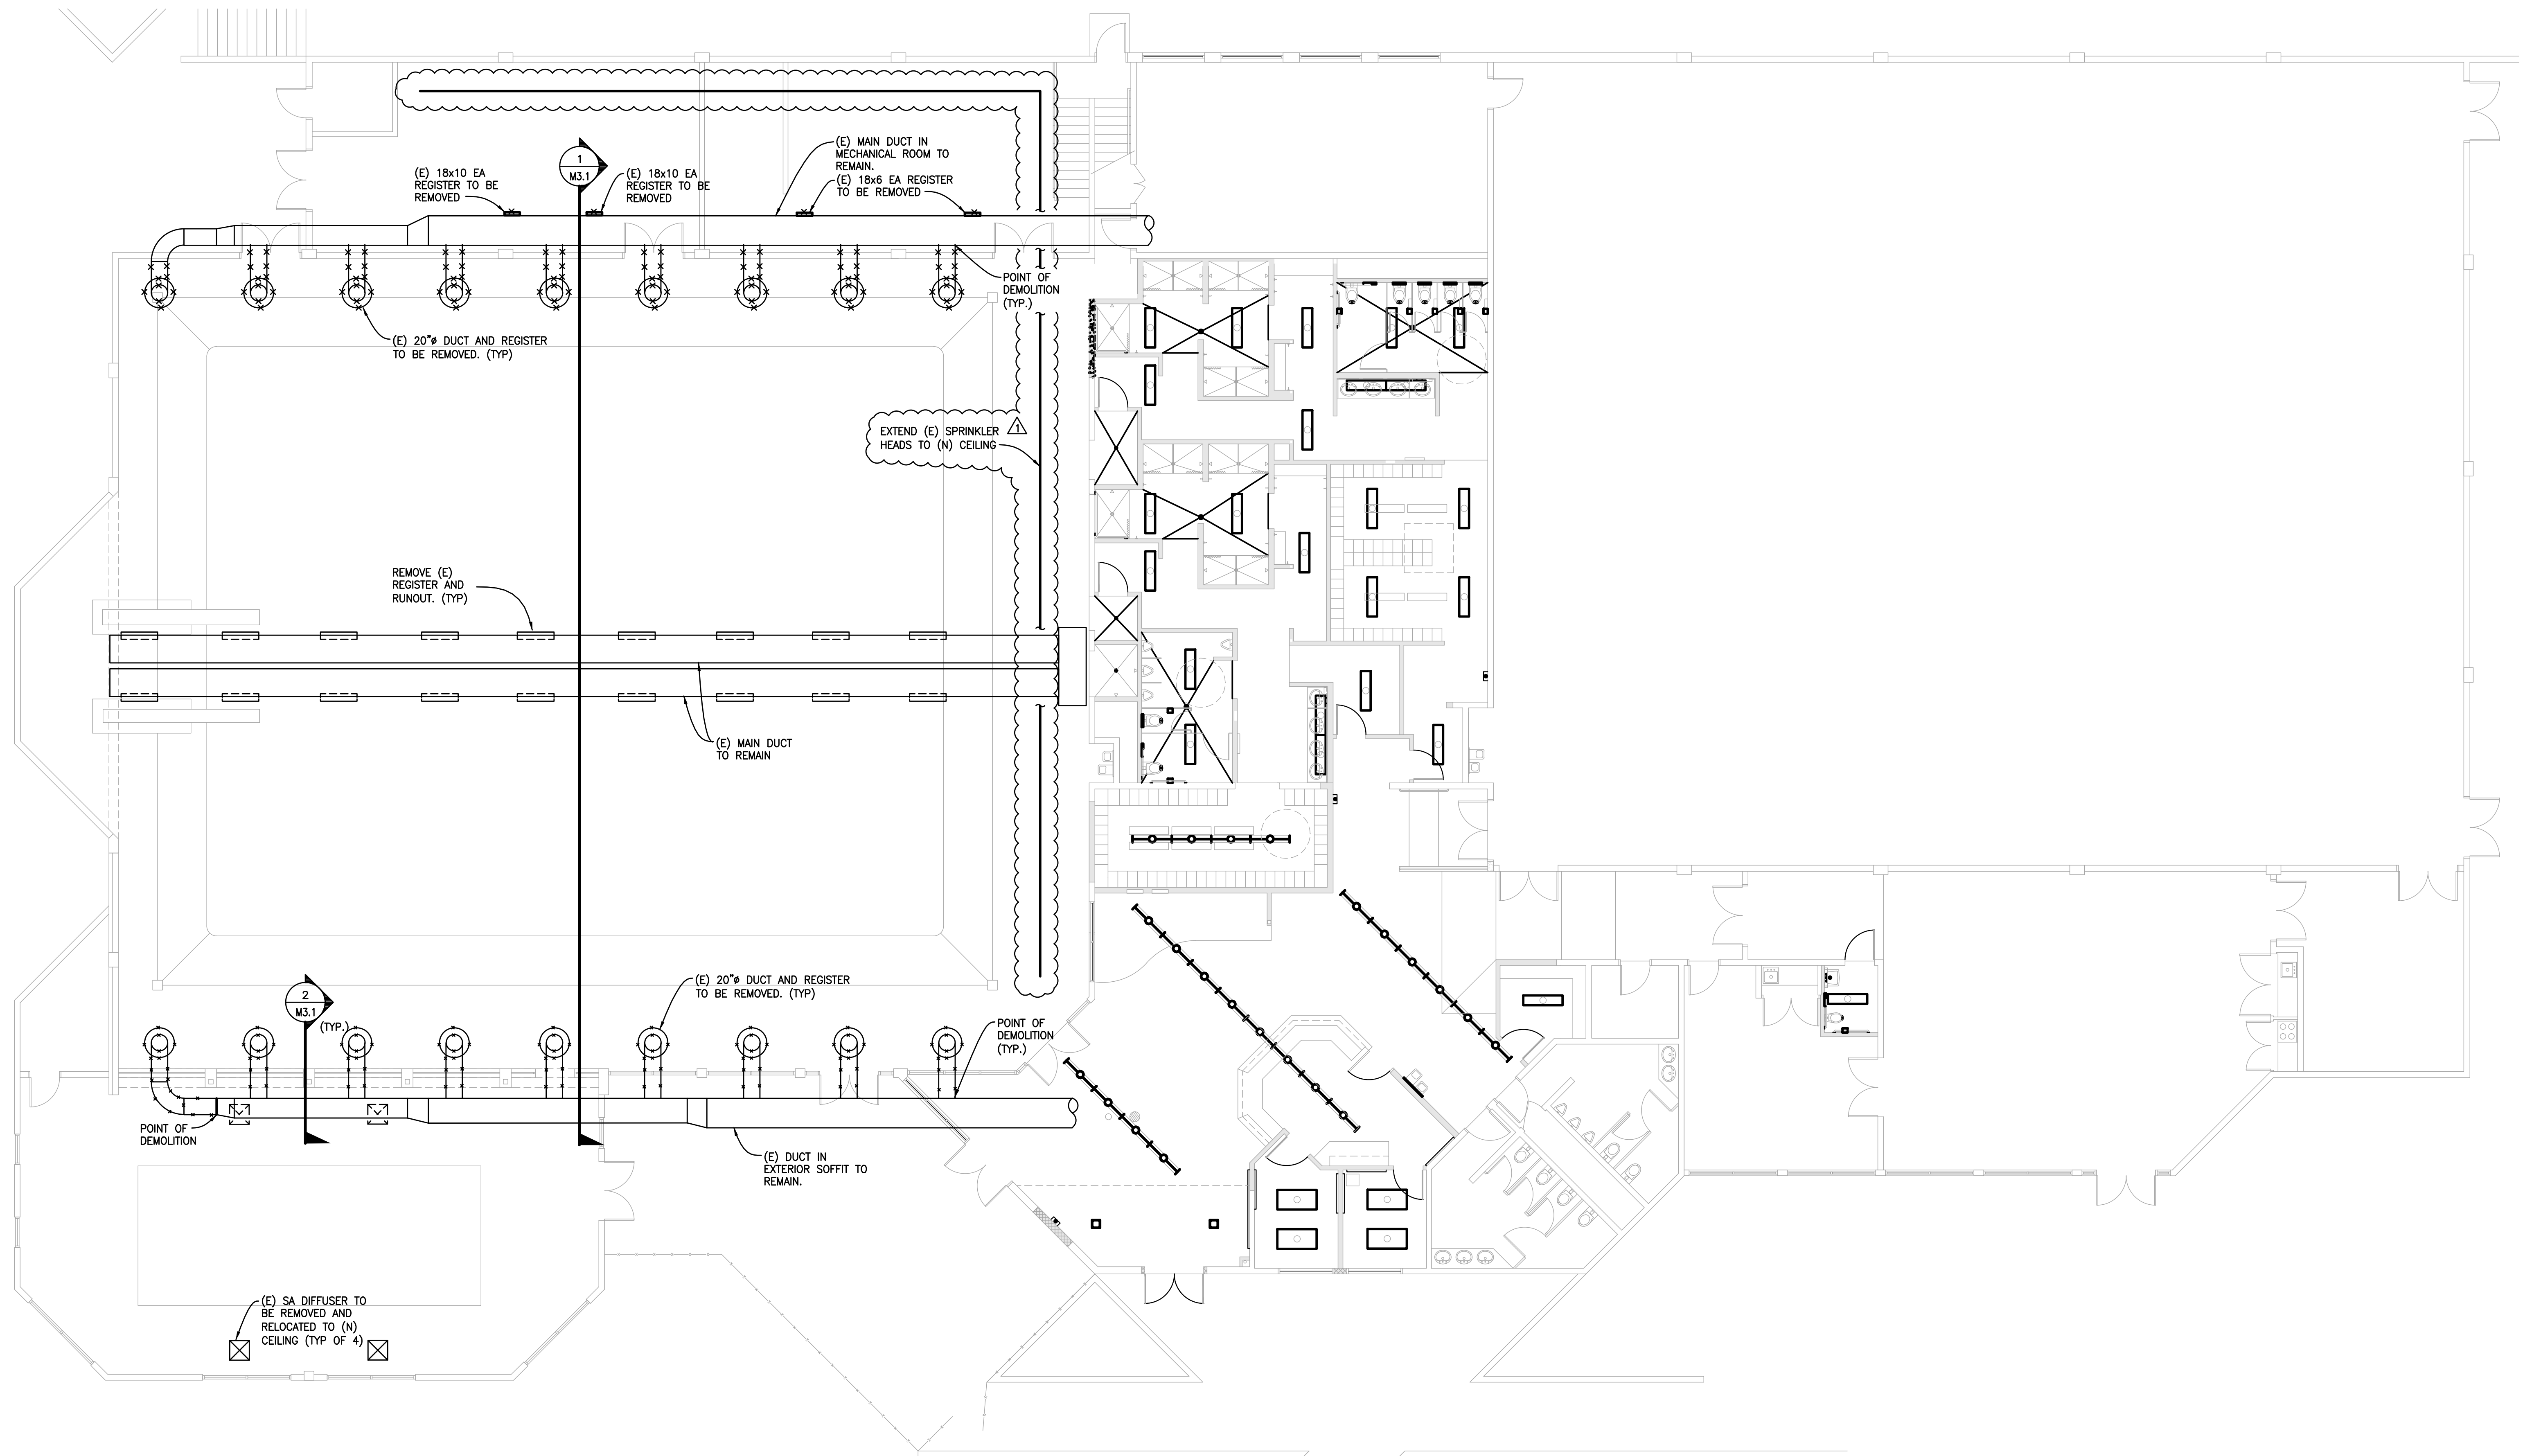 (E) MAIN DUCT IN
MECHANICAL ROOM TO
REMAIN.
(E) 18x10 EA
REGISTER TO BE
REMOVED
1
M3.1
(E) 18x10 EA
REGISTER TO BE
REMOVED
(E) 18x6 EA REGISTER
TO BE REMOVED
POINT OF
DEMOLITION
(TYP.)
(E) 20"ø DUCT AND REGISTER
TO BE REMOVED. (TYP)
EXTEND (E) SPRINKLER
HEADS TO (N) CEILING
1
REMOVE (E)
REGISTER AND
RUNOUT. (TYP)
(E) MAIN DUCT
TO REMAIN
2
M3.1
(TYP.)
(E) 20"ø DUCT AND REGISTER
TO BE REMOVED. (TYP)
POINT OF
DEMOLITION
(TYP.)
POINT OF
DEMOLITION
(E) DUCT IN
EXTERIOR SOFFIT TO
REMAIN.
(E) SA DIFFUSER TO
BE REMOVED AND
RELOCATED TO (N)
CEILING (TYP OF 4)